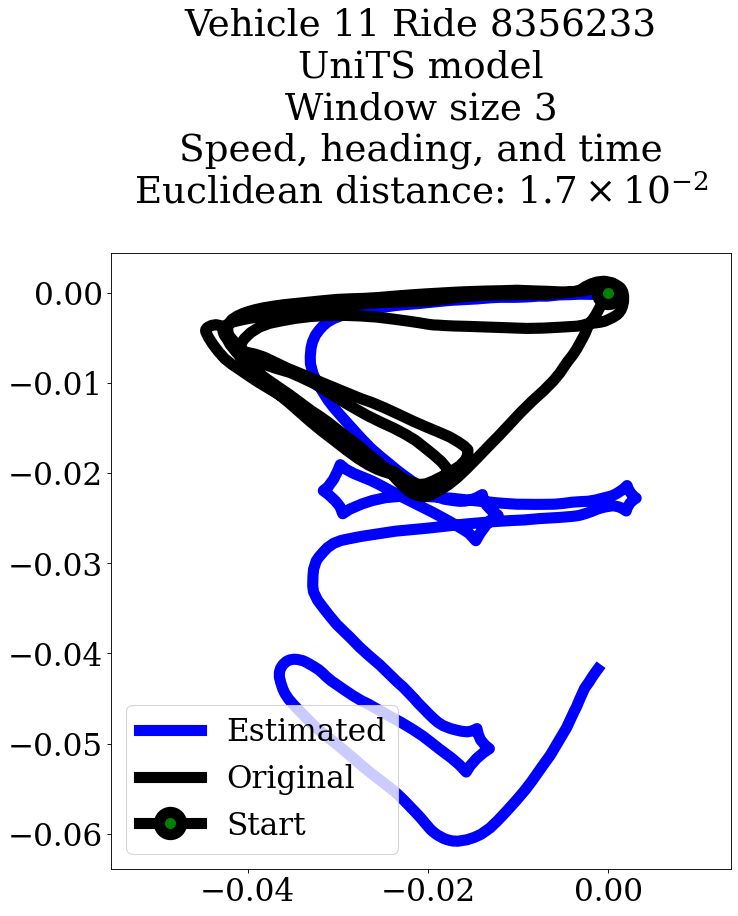 Vehicle 11 Ride 8356233
UniTS model
Window size 3
Speed, heading, and time
Euclidean distance: 1.7 × 10⁻²
0.00
−0.01
−0.02
−0.03
−0.04
−0.05
−0.06
Estimated
Original
Start
−0.04
−0.02
0.00